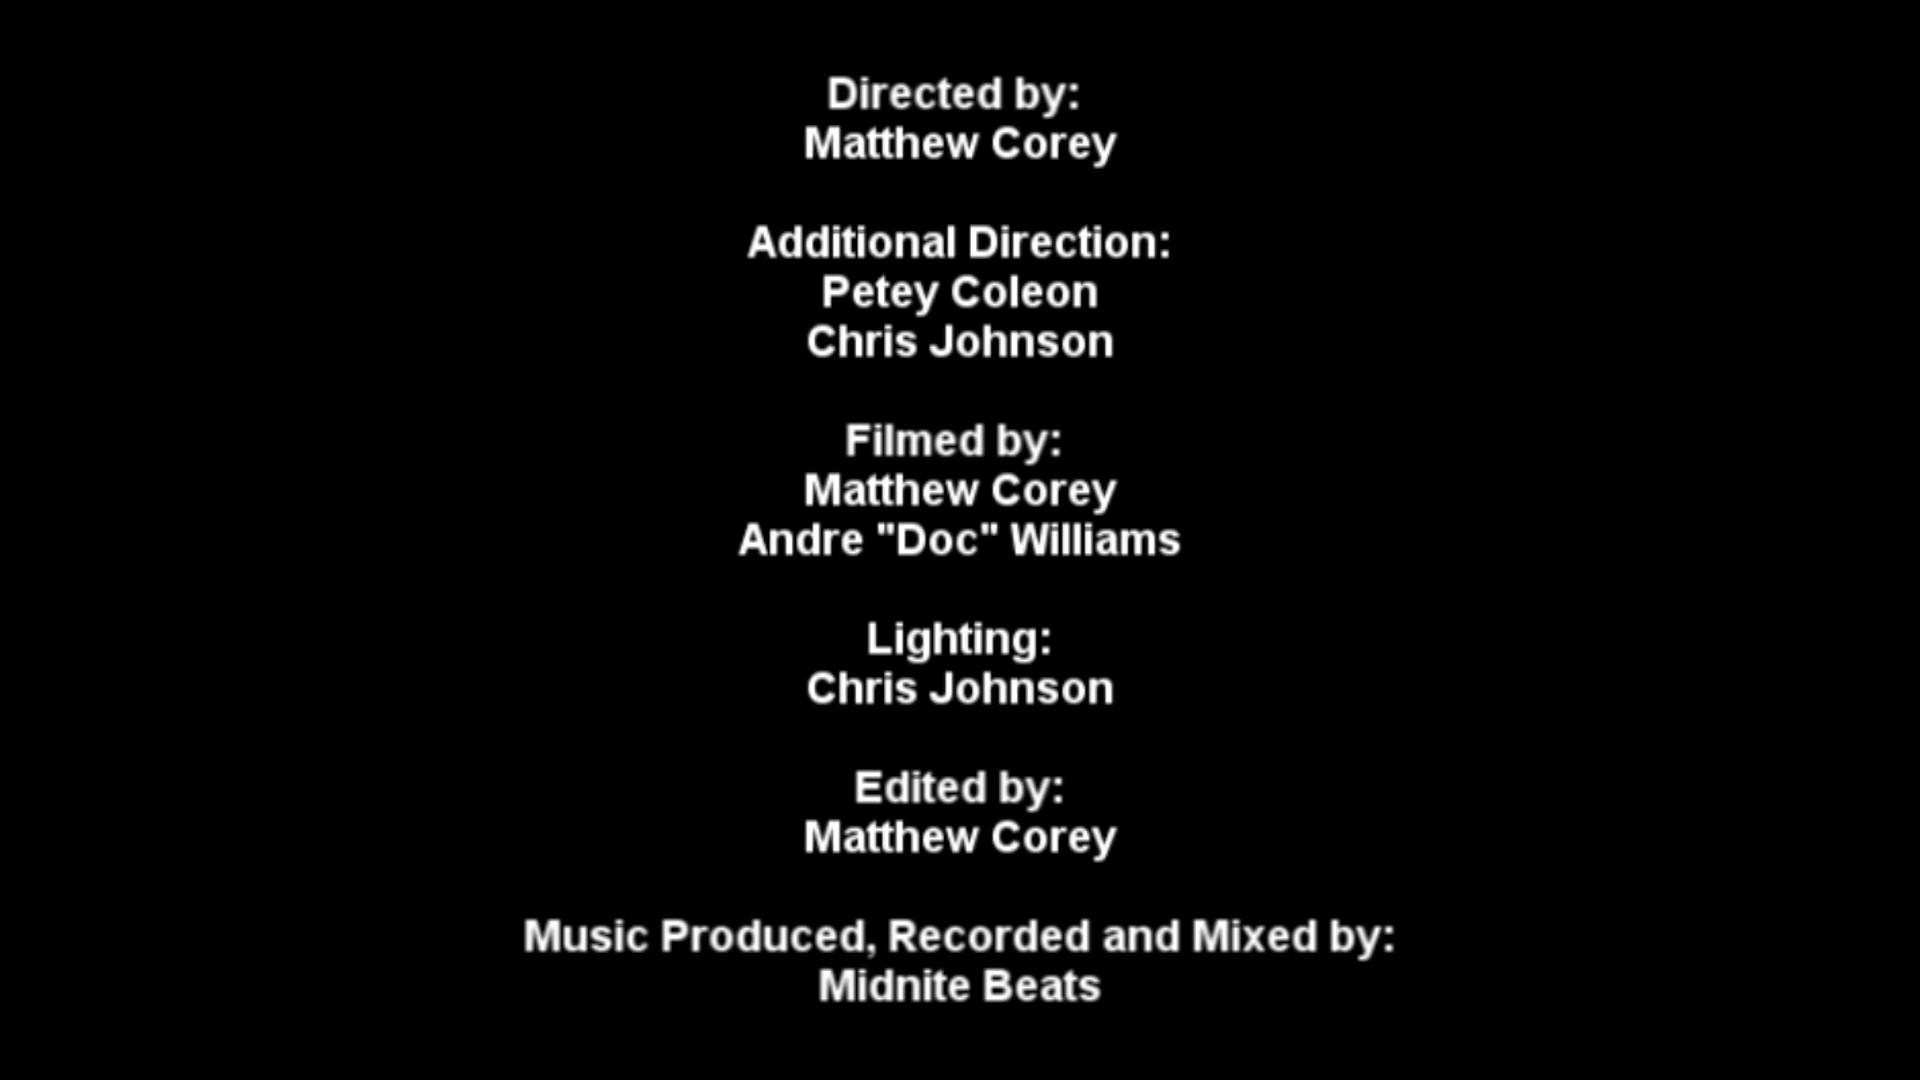 Directed by:
Matthew Corey
Additional Direction:
Petey Coleon
Chris Johnson
Filmed by:
Matthew Corey
Andre "Doc" Williams
Lighting:
Chris Johnson
Edited by:
Matthew Corey
Music Produced, Recorded and Mixed by:
Midnite Beats